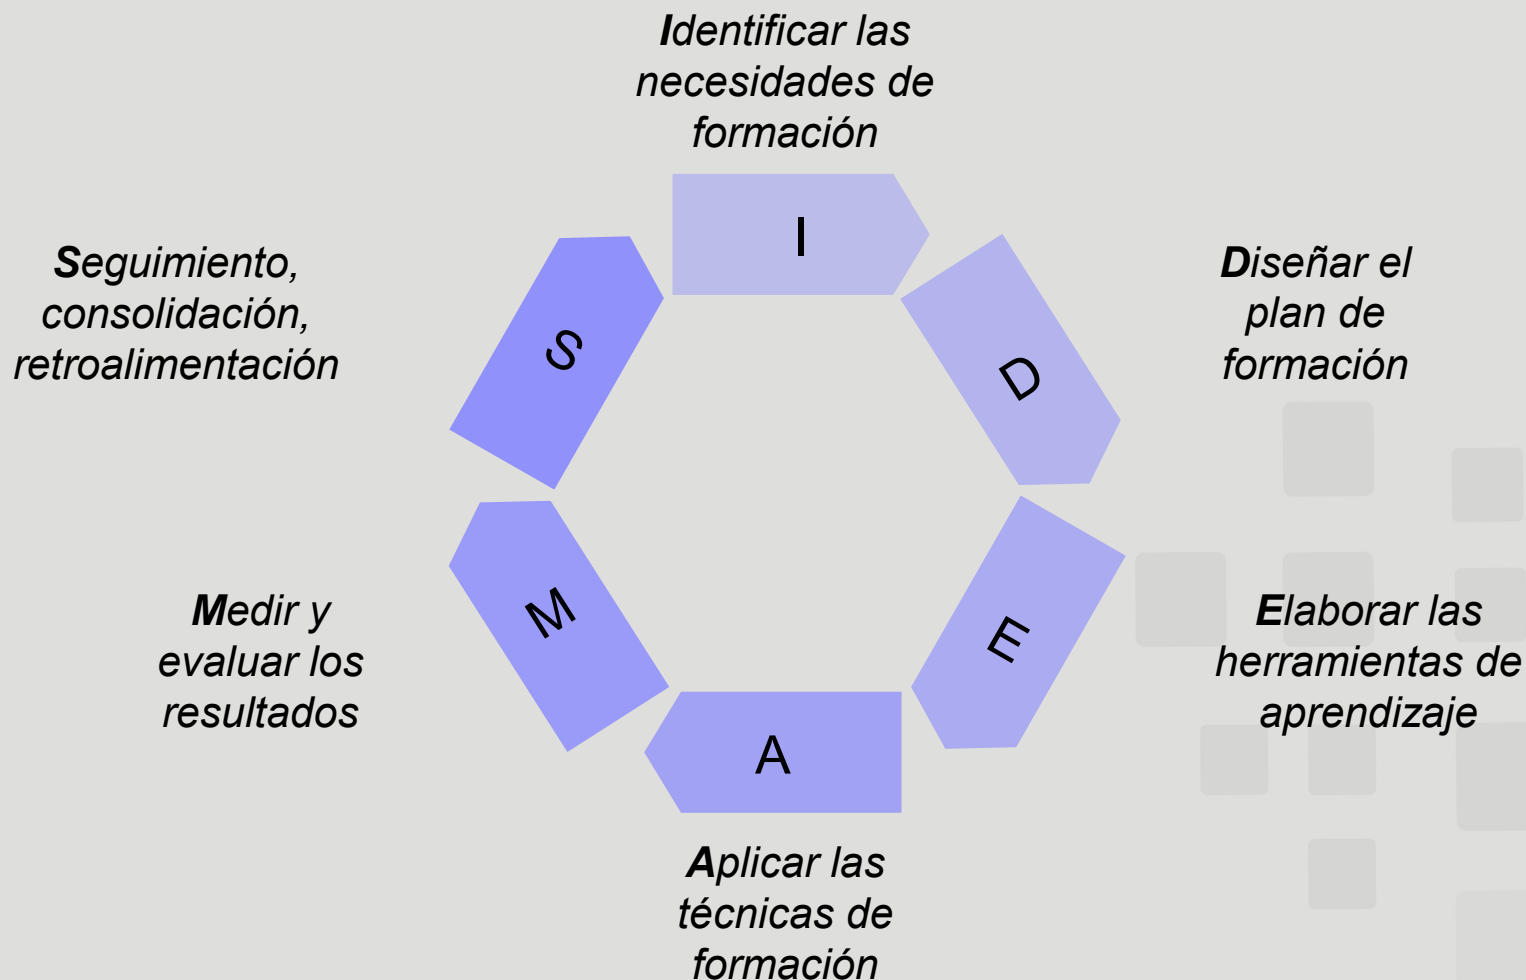 Identificar las
necesidades de
formación
I
Diseñar el
plan de
formación
D
Elaborar las
herramientas de
aprendizaje
E
Aplicar las
técnicas de
formación
A
Medir y
evaluar los
resultados
M
Seguimiento,
consolidación,
retroalimentación
S